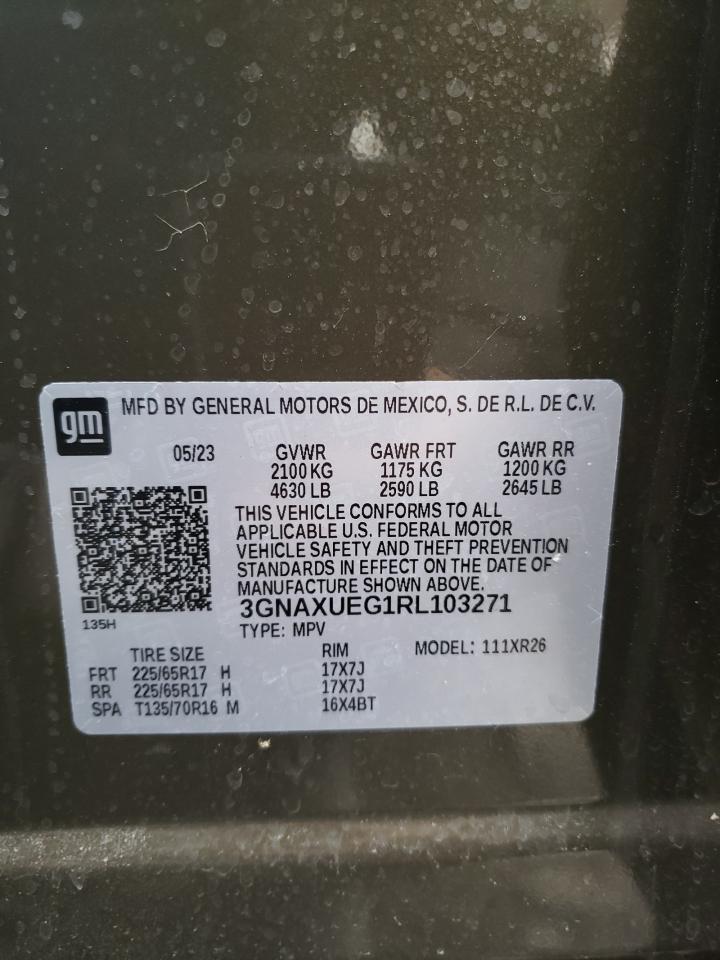 gm MFD BY GENERAL MOTORS DE MEXICO, S. DE R.L. DE C.V.
05/23 GVWR GAWR FRT GAWR RR
2100 KG 1175 KG 1200 KG
4630 LB 2590 LB 2645 LB
THIS VEHICLE CONFORMS TO ALL
APPLICABLE U.S. FEDERAL MOTOR
VEHICLE SAFETY AND THEFT PREVENTION
STANDARDS IN EFFECT ON THE DATE OF
MANUFACTURE SHOWN ABOVE.
3GNAXUEG1RL103271
135H
TYPE: MPV
TIRE SIZE RIM MODEL: 111XR26
FRT 225/65R17 H 17X7J
RR 225/65R17 H 17X7J
SPA T135/70R16 M 16X4BT